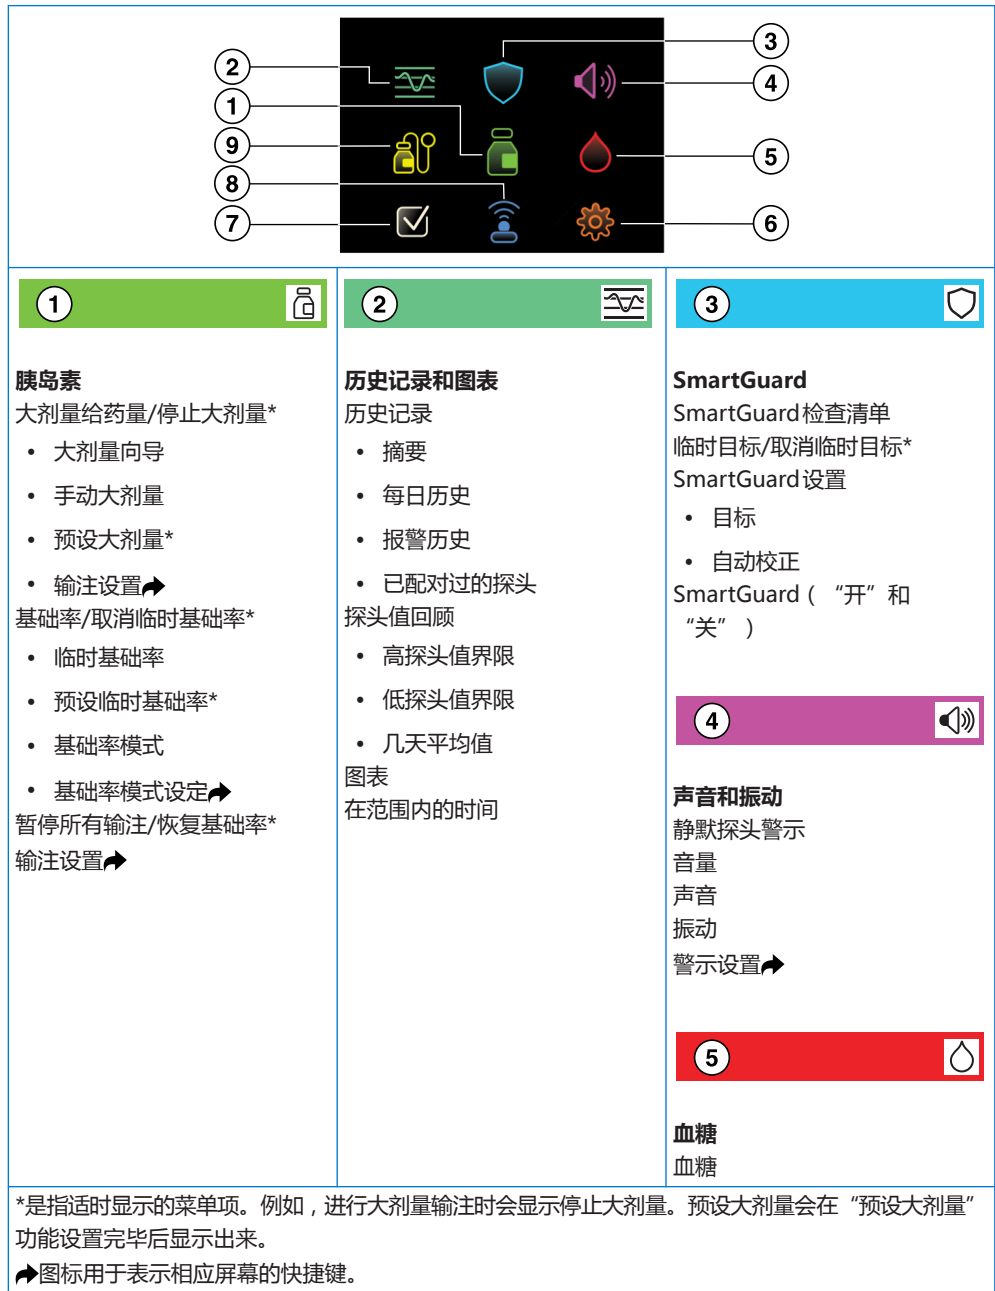 2
1
9
8
7
3
4
5
6
1
胰岛素
大剂量给药量/停止大剂量*
• 大剂量向导
• 手动大剂量
• 预设大剂量*
• 输注设置
基础率/取消临时基础率*
• 临时基础率
• 预设临时基础率*
• 基础率模式
• 基础率模式设定
暂停所有输注/恢复基础率*
输注设置
2
历史记录和图表
历史记录
• 摘要
• 每日历史
• 报警历史
• 已配对过的探头
探头值回顾
• 高探头值界限
• 低探头值界限
• 几天平均值
图表
在范围内的时间
3
SmartGuard
SmartGuard检查清单
临时目标/取消临时目标*
SmartGuard设置
• 目标
• 自动校正
SmartGuard（ “开”和
“关” ）
4
声音和振动
静默探头警示
音量
声音
振动
警示设置
5
血糖
血糖
*是指适时显示的菜单项。例如，进行大剂量输注时会显示停止大剂量。预设大剂量会在“预设大剂量”
功能设置完毕后显示出来。
图标用于表示相应屏幕的快捷键。